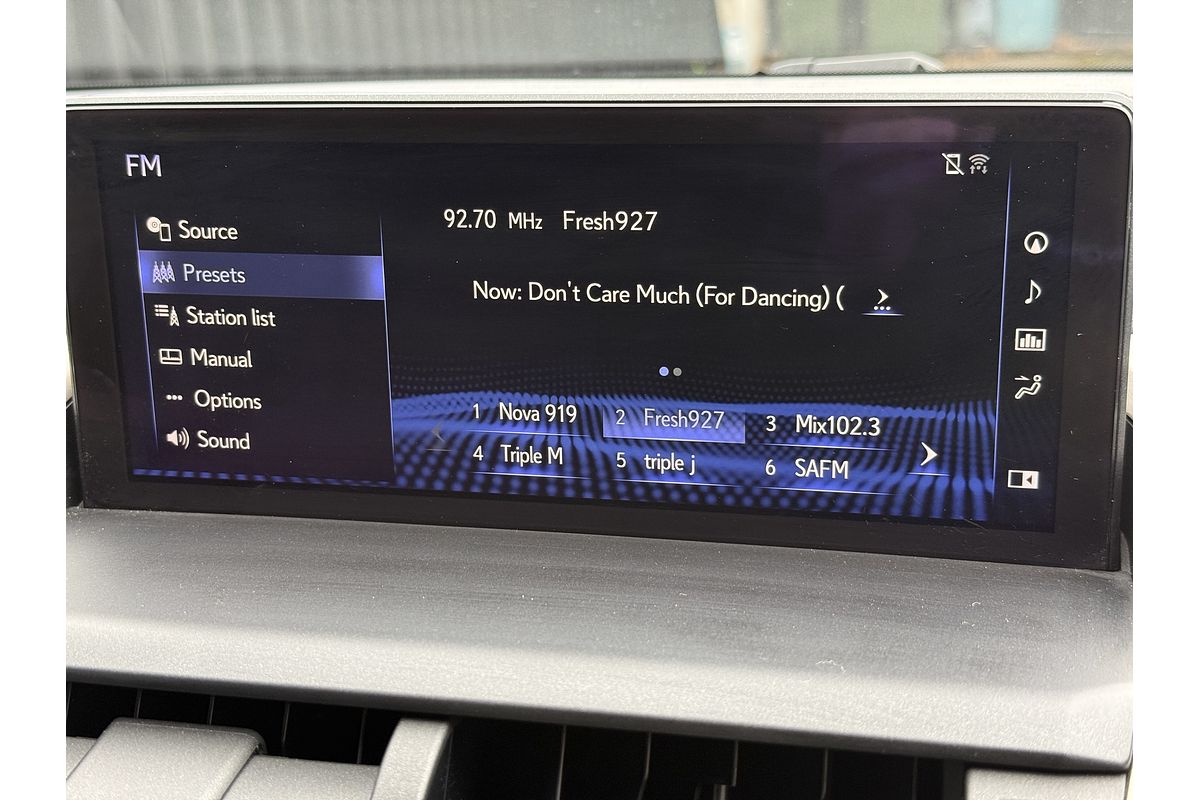 FM
Source
Presets
Station list
Manual
Options
Sound
92.70 MHz Fresh927
Now: Don't Care Much (For Dancing) (
1 Nova 919 2 Fresh927 3 Mix102.3
4 Triple M 5 triple j 6 SAFM